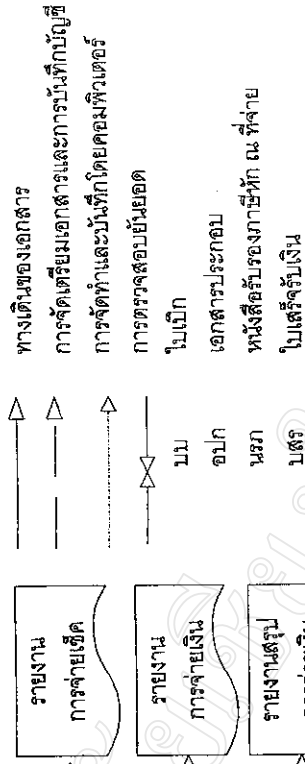 รายงาน
การจ่ายเช็ค
รายงาน
การจ่ายเงิน
รายงานสรุป
ทางเดินของเอกสาร
การจัดเตรียมเอกสารและการบันทึกบัญชี
การจัดทำและบันทึกโดยคอมพิวเตอร์
การตรวจสอบยันยอด
บบ ใบเบิก
อปก เอกสารประกอบ
นรภ หนังสือรับรองภาษีหัก ณ ที่จ่าย
บสร ใบเสร็จรับเงิน